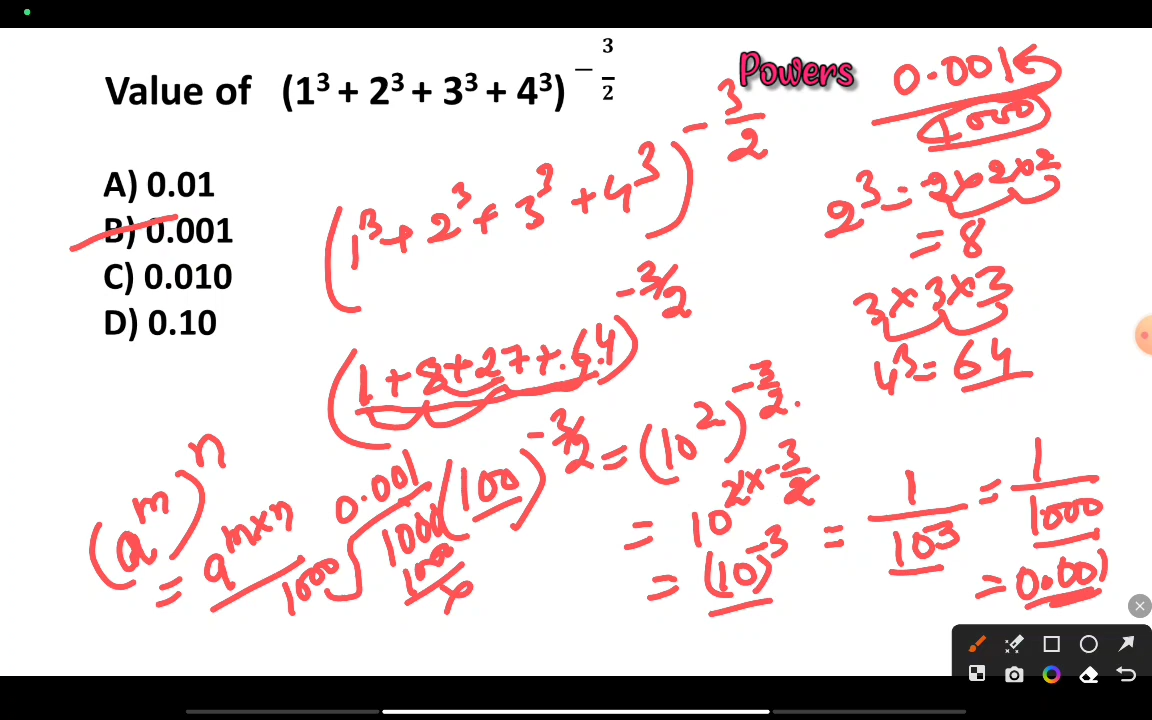 Value of (1³ + 2³ + 3³ + 4³)^(-3/2)
Powers
A) 0.01
B) 0.001
C) 0.010
D) 0.10
(1³ + 2³ + 3³ + 4³)^(-3/2)
(1 + 8 + 27 + 64)^(-3/2)
(100)^(-3/2) = (10²)^(-3/2)
= 10^(2 × -3/2)
= (10)^-3 = 1/10³ = 1/1000
= 0.001
(aᵐ)ⁿ
= a^(m×n)
0.001
1000
1000
0.001
1000
2³ = 2×2×2
= 8
3×3×3
4³ = 64